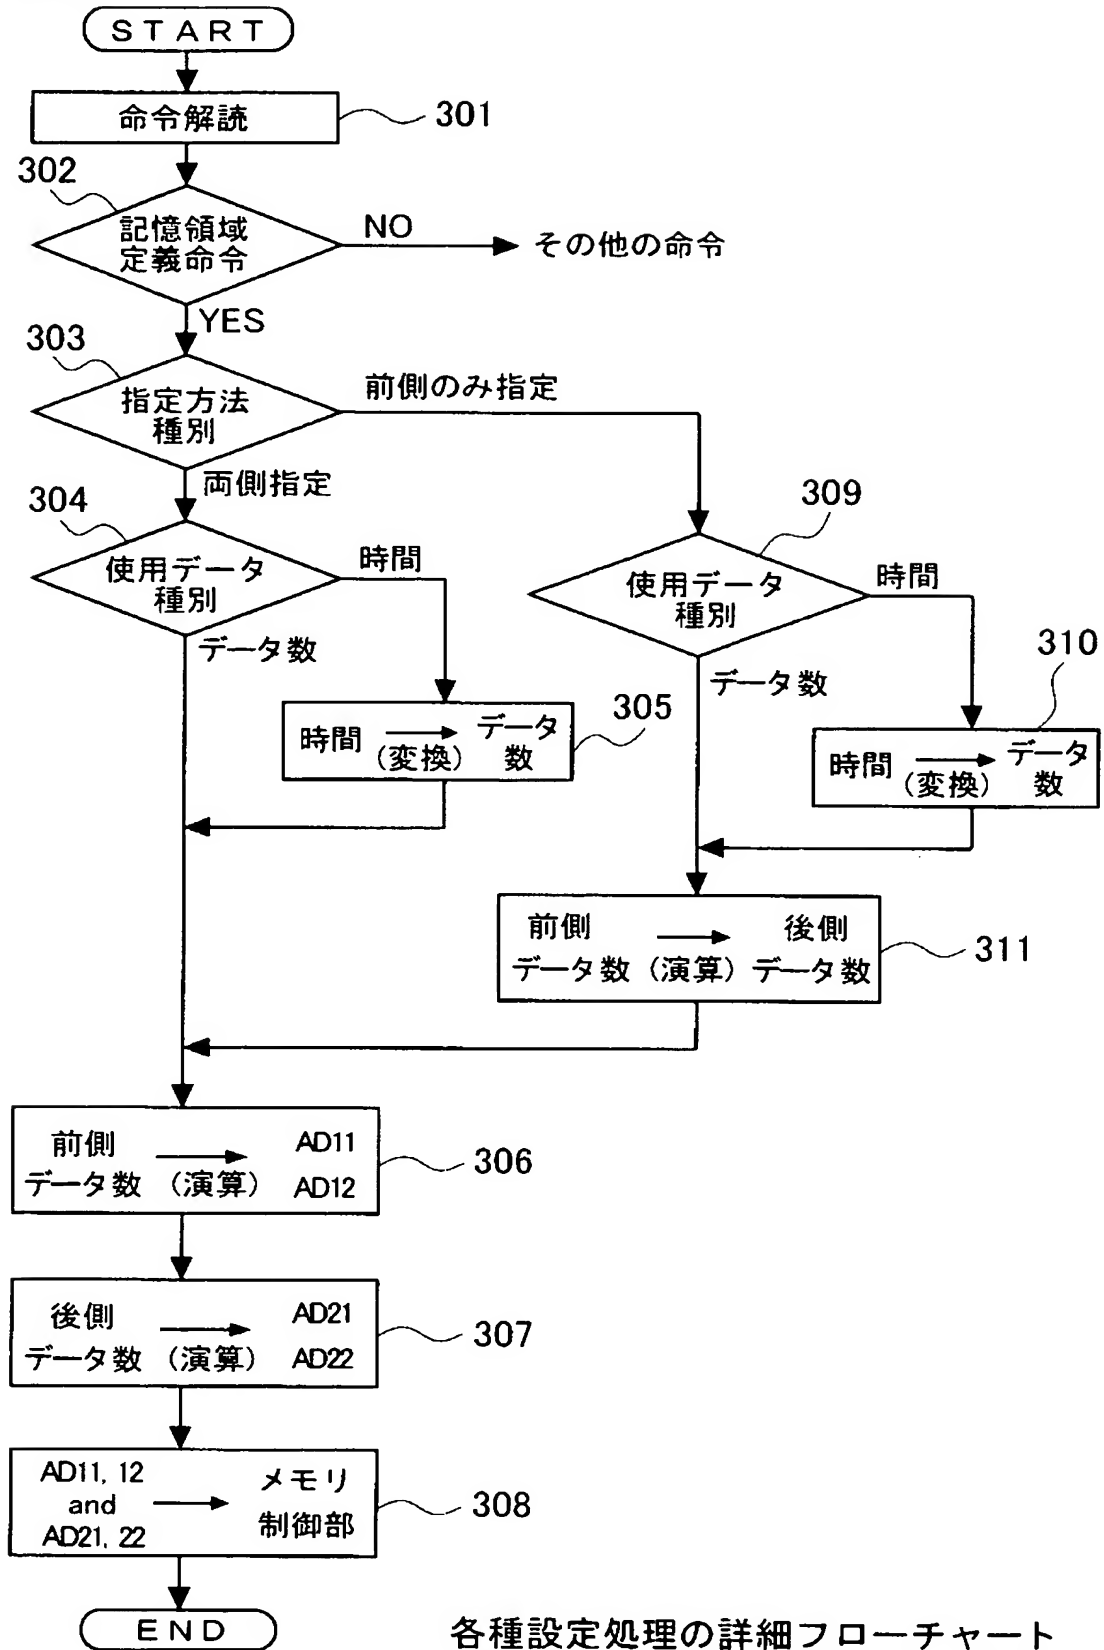 START
命令解読
301
302
記憶領域
定義命令
NO
その他の命令
YES
303
指定方法
種別
前側のみ指定
両側指定
304
使用データ
種別
時間
データ数
309
使用データ
種別
時間
データ数
305
時間
(変換)
データ
数
310
時間
(変換)
データ
数
前側
後側
データ数 (演算) データ数
311
前側
AD11
データ数 (演算) AD12
306
後側
AD21
データ数 (演算) AD22
307
AD11, 12
and
AD21, 22
メモリ
制御部
308
END
各種設定処理の詳細フローチャート